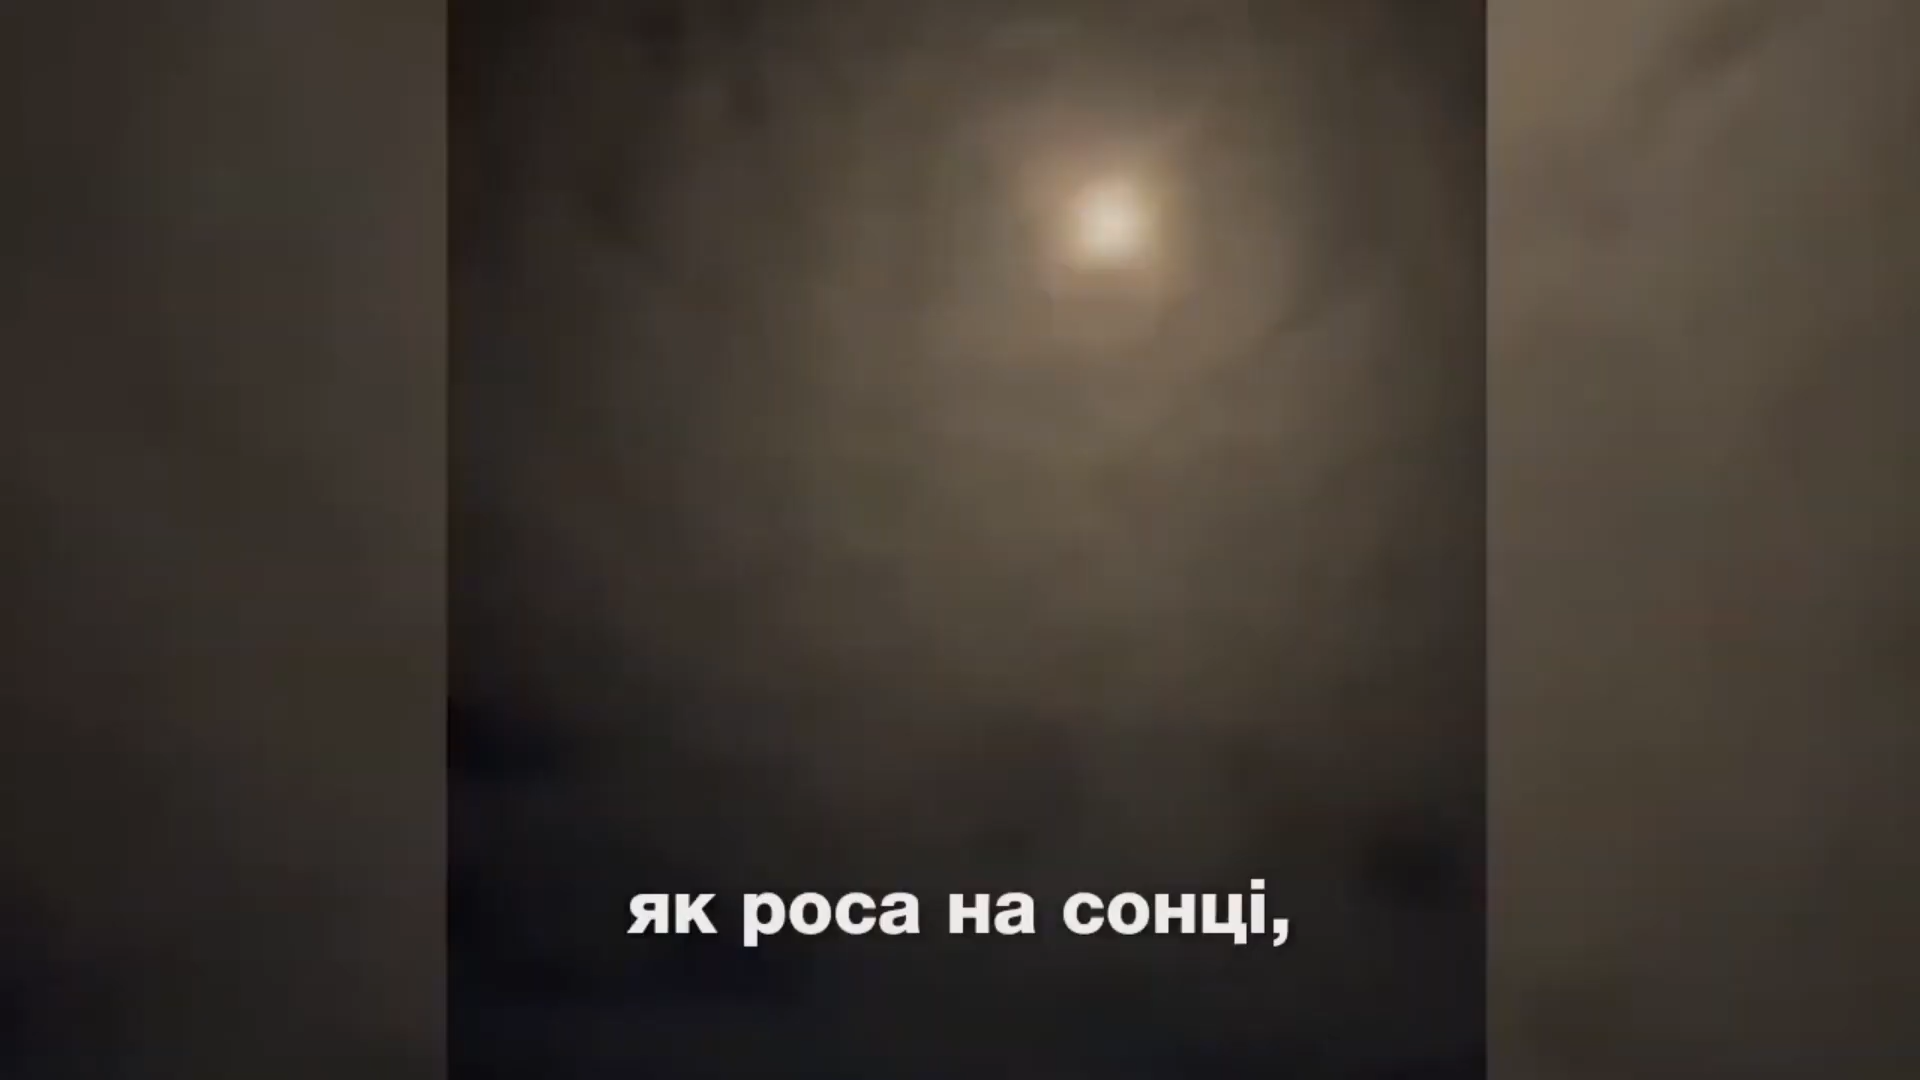 як роса на сонці,